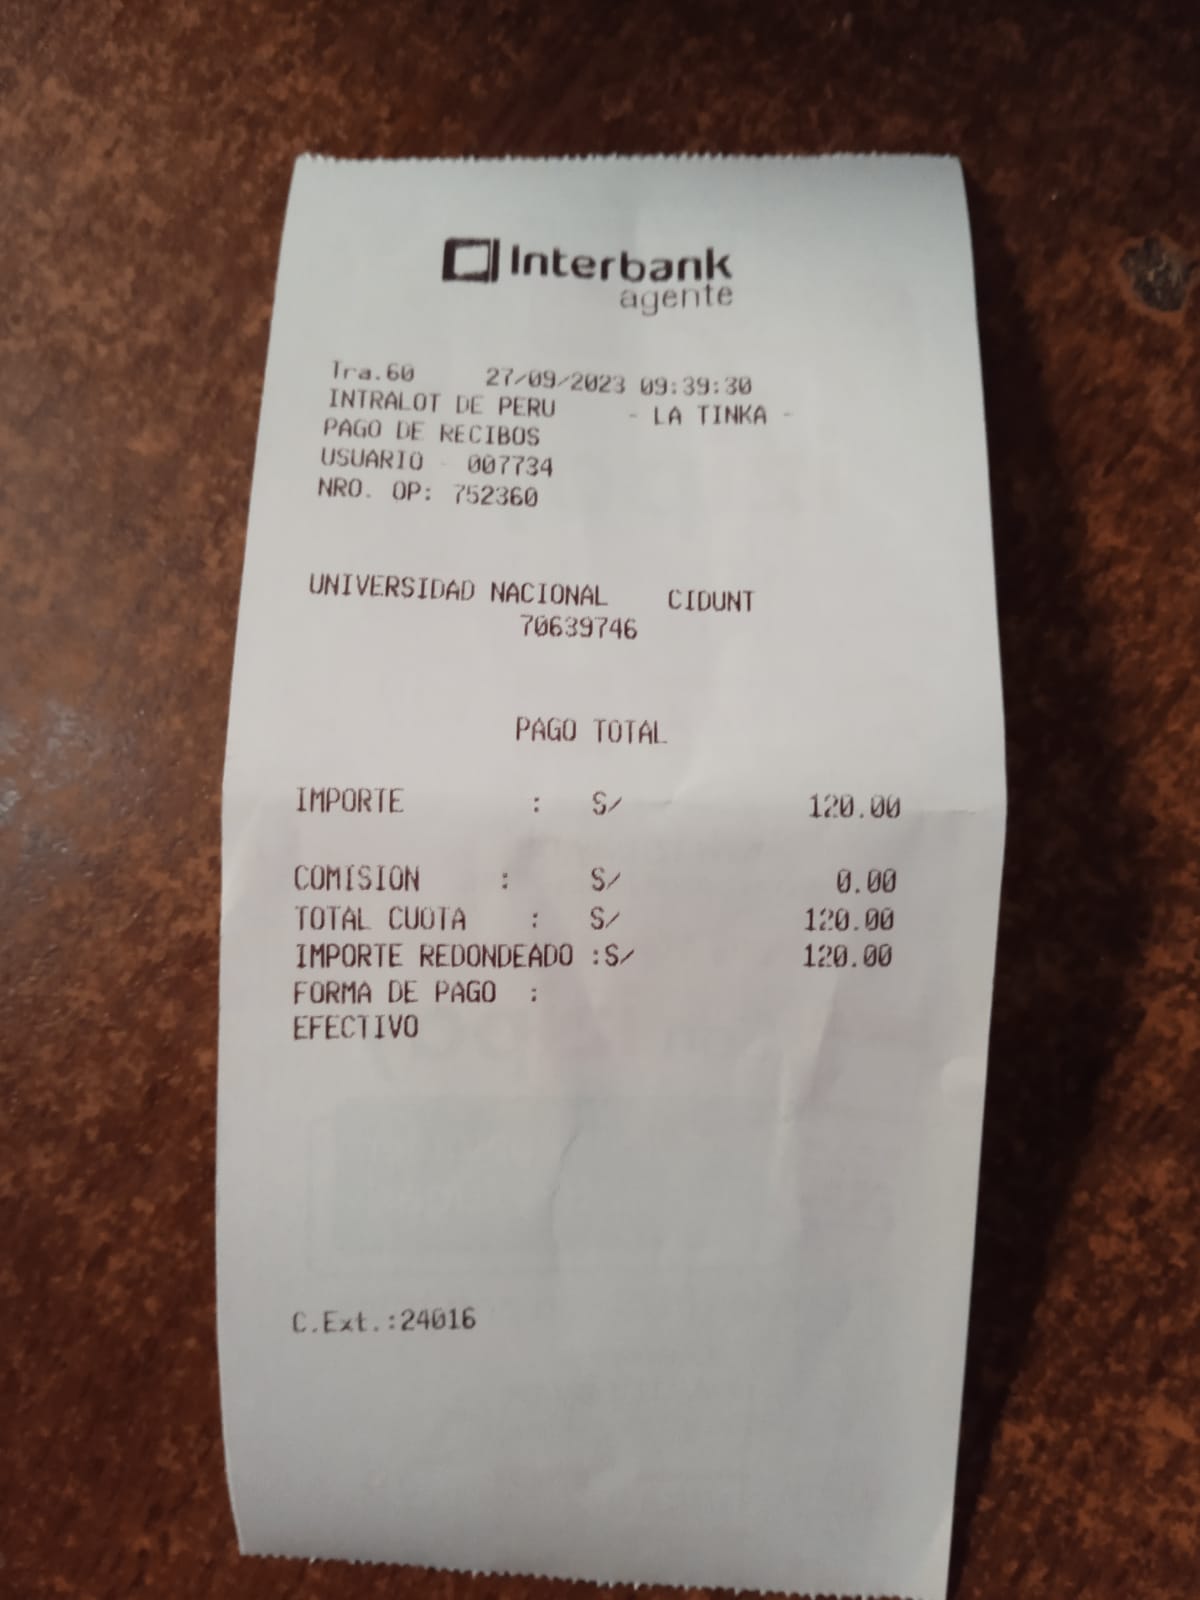 Interbank
agente
Tra.60 27/09/2023 09:39:30
INTRALOT DE PERU - LA TINKA -
PAGO DE RECIBOS
USUARIO - 007734
NRO. OP: 752360
UNIVERSIDAD NACIONAL CIDUNT
70639746
PAGO TOTAL
IMPORTE : S/ 120.00
COMISION : S/ 0.00
TOTAL CUOTA : S/ 120.00
IMPORTE REDONDEADO :S/ 120.00
FORMA DE PAGO :
EFECTIVO
C.Ext.:24016